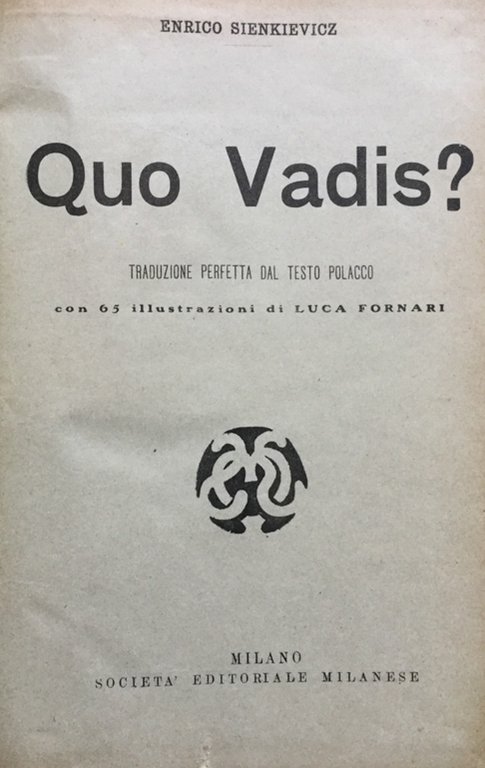 ENRICO SIENKIEVICZ
Quo Vadis?
TRADUZIONE PERFETTA DAL TESTO POLACCO
con 65 illustrazioni di LUCA FORNARI
MILANO
SOCIETA' EDITORIALE MILANESE